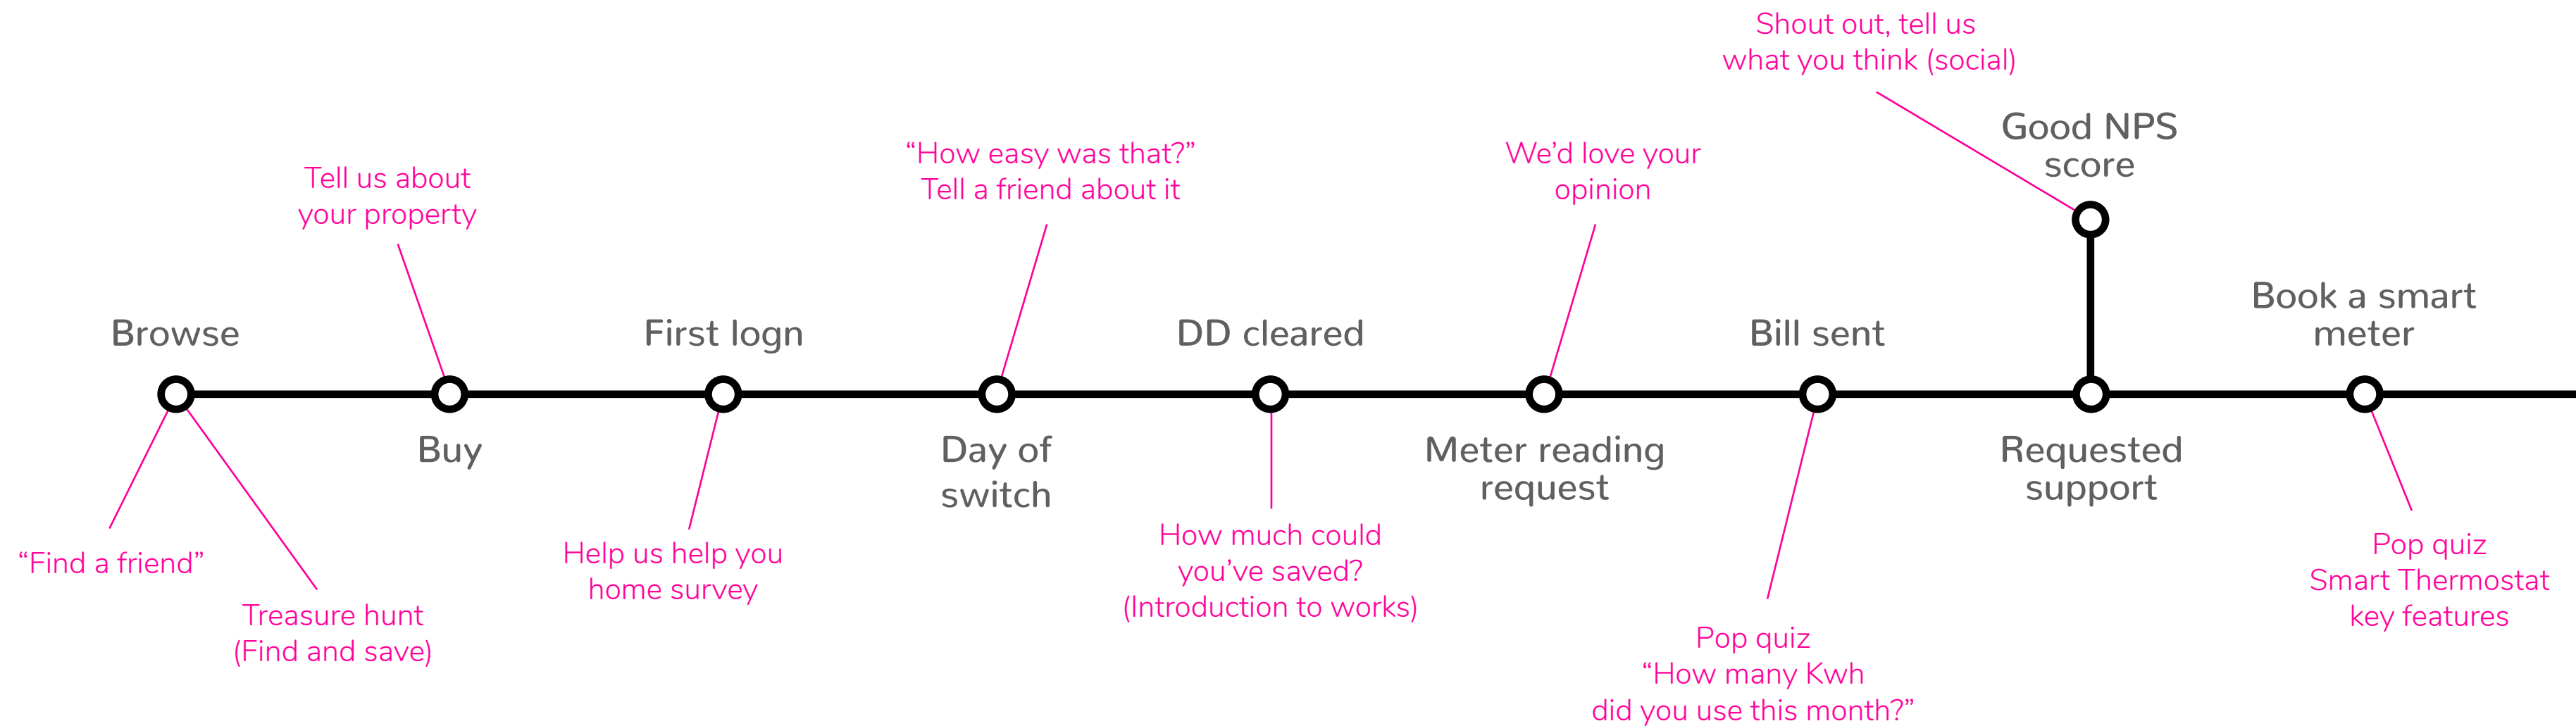 Shout out, tell us
what you think (social)
Good NPS
score
“How easy was that?”
Tell a friend about it
We’d love your
opinion
Tell us about
your property
Book a smart
meter
Browse
First logn
DD cleared
Bill sent
Buy
Day of
switch
Meter reading
request
Requested
support
“Find a friend”
Treasure hunt
(Find and save)
Help us help you
home survey
How much could
you’ve saved?
(Introduction to works)
Pop quiz
“How many Kwh
did you use this month?”
Pop quiz
Smart Thermostat
key features